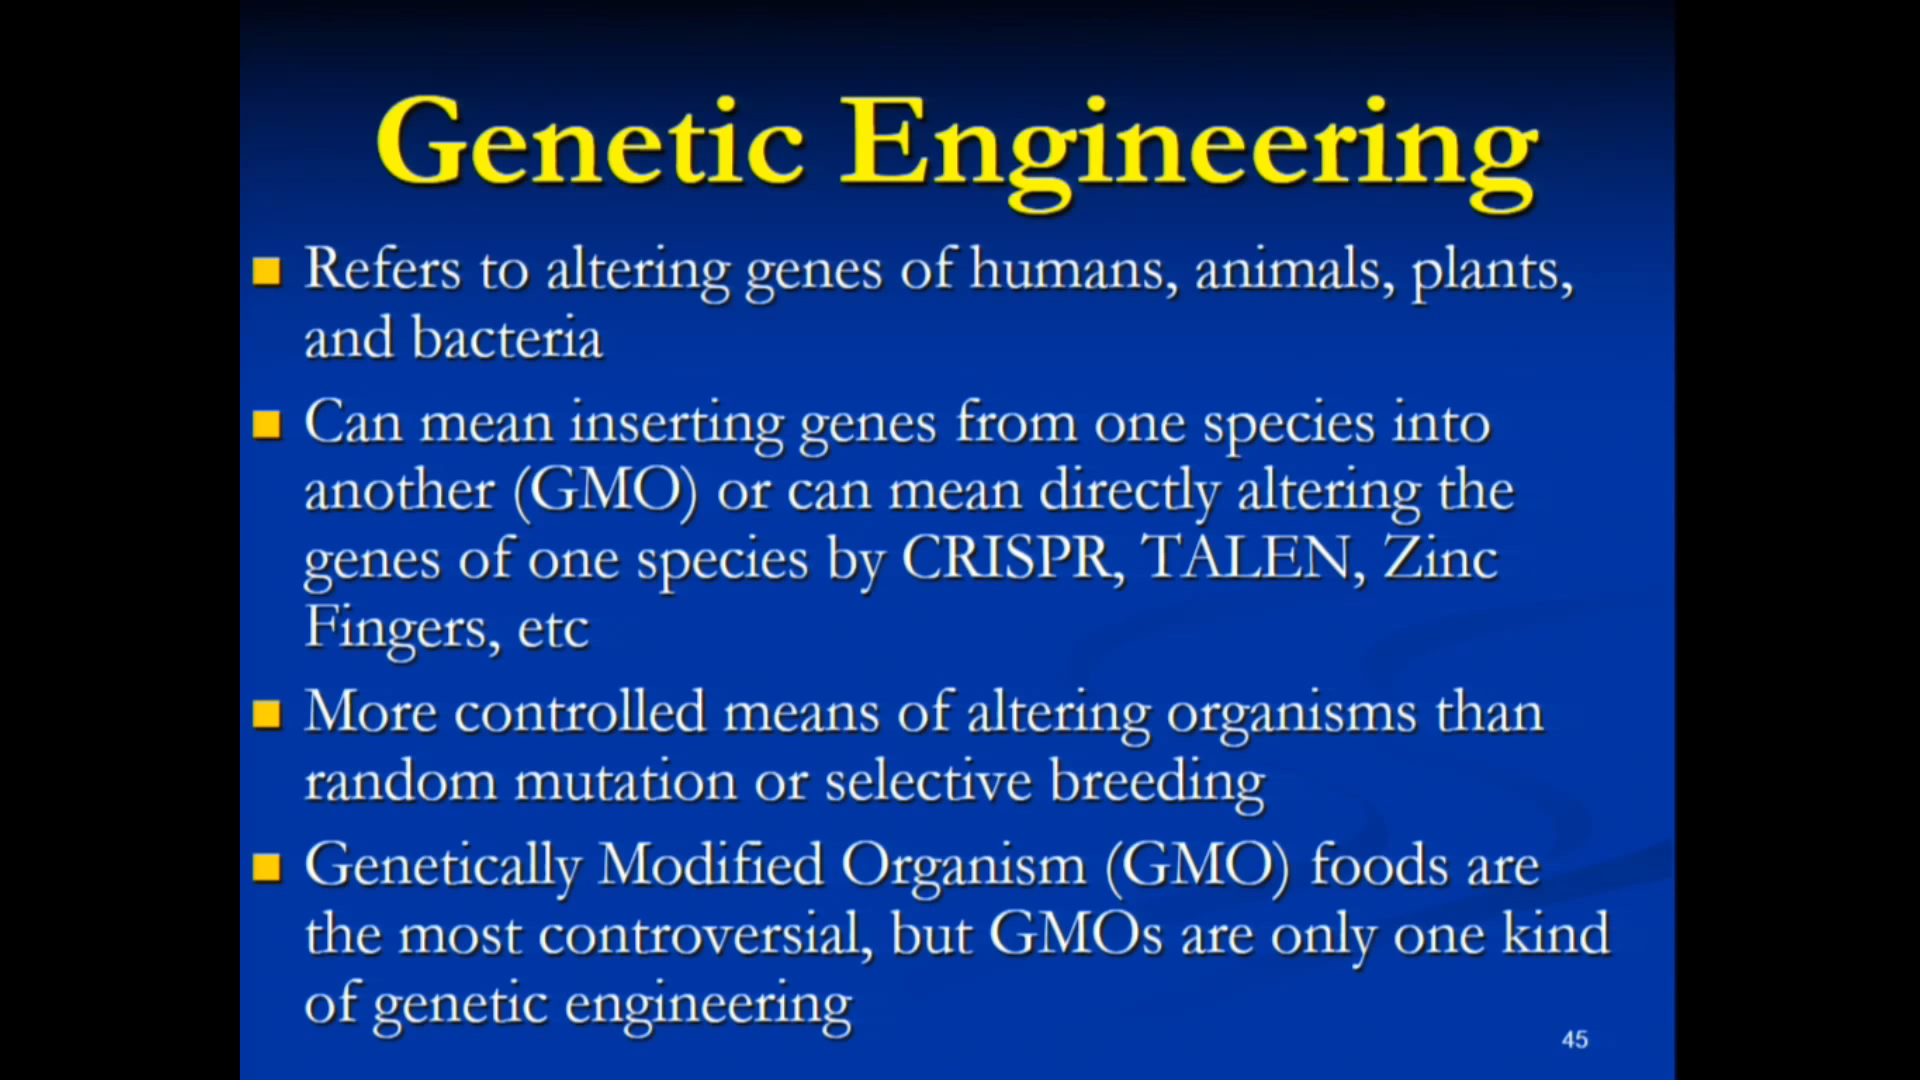 Genetic Engineering
Refers to altering genes of humans, animals, plants,
and bacteria
Can mean inserting genes from one species into
another (GMO) or can mean directly altering the
genes of one species by CRISPR, TALEN, Zinc
Fingers, etc
More controlled means of altering organisms than
random mutation or selective breeding
Genetically Modified Organism (GMO) foods are
the most controversial, but GMOs are only one kind
of genetic engineering
45